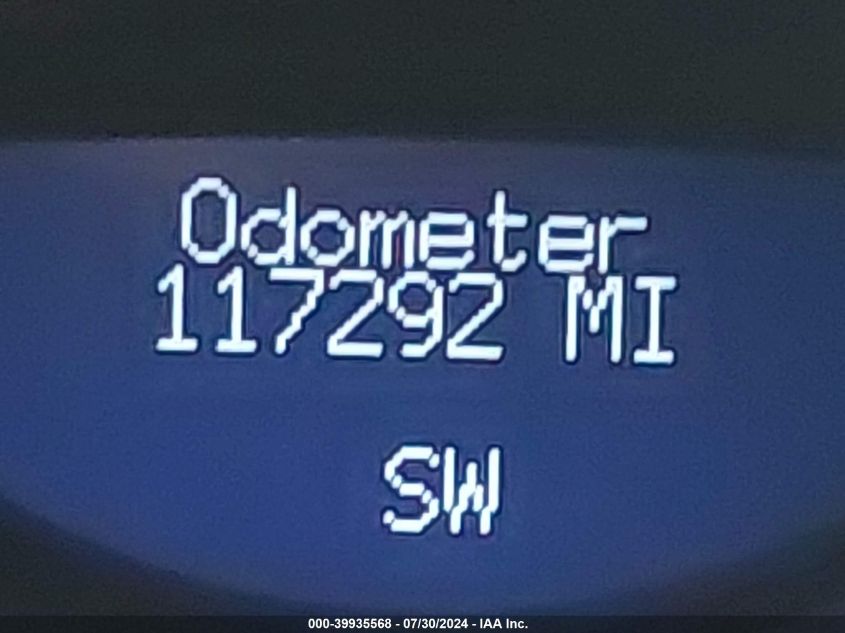 Odometer
117292 MI
SW
000-39935568 - 07/30/2024 - IAA Inc.